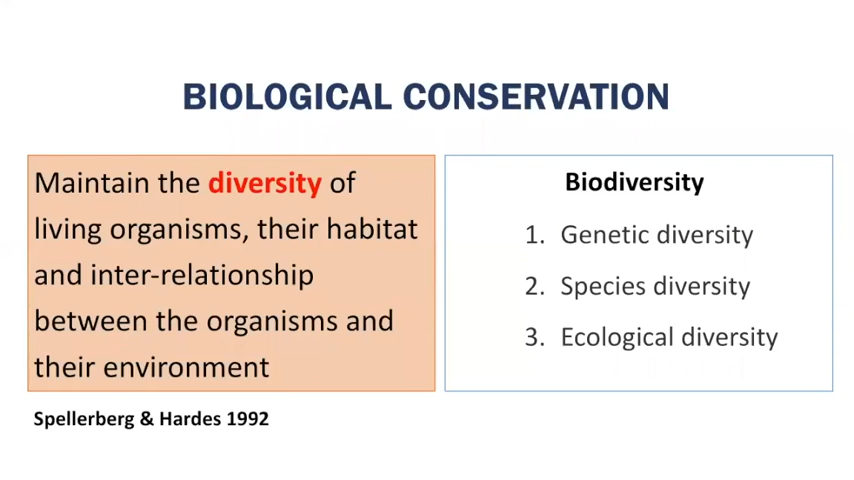 BIOLOGICAL CONSERVATION
Maintain the diversity of
living organisms, their habitat
and inter-relationship
between the organisms and
their environment
Spellerberg & Hardes 1992
Biodiversity
1. Genetic diversity
2. Species diversity
3. Ecological diversity